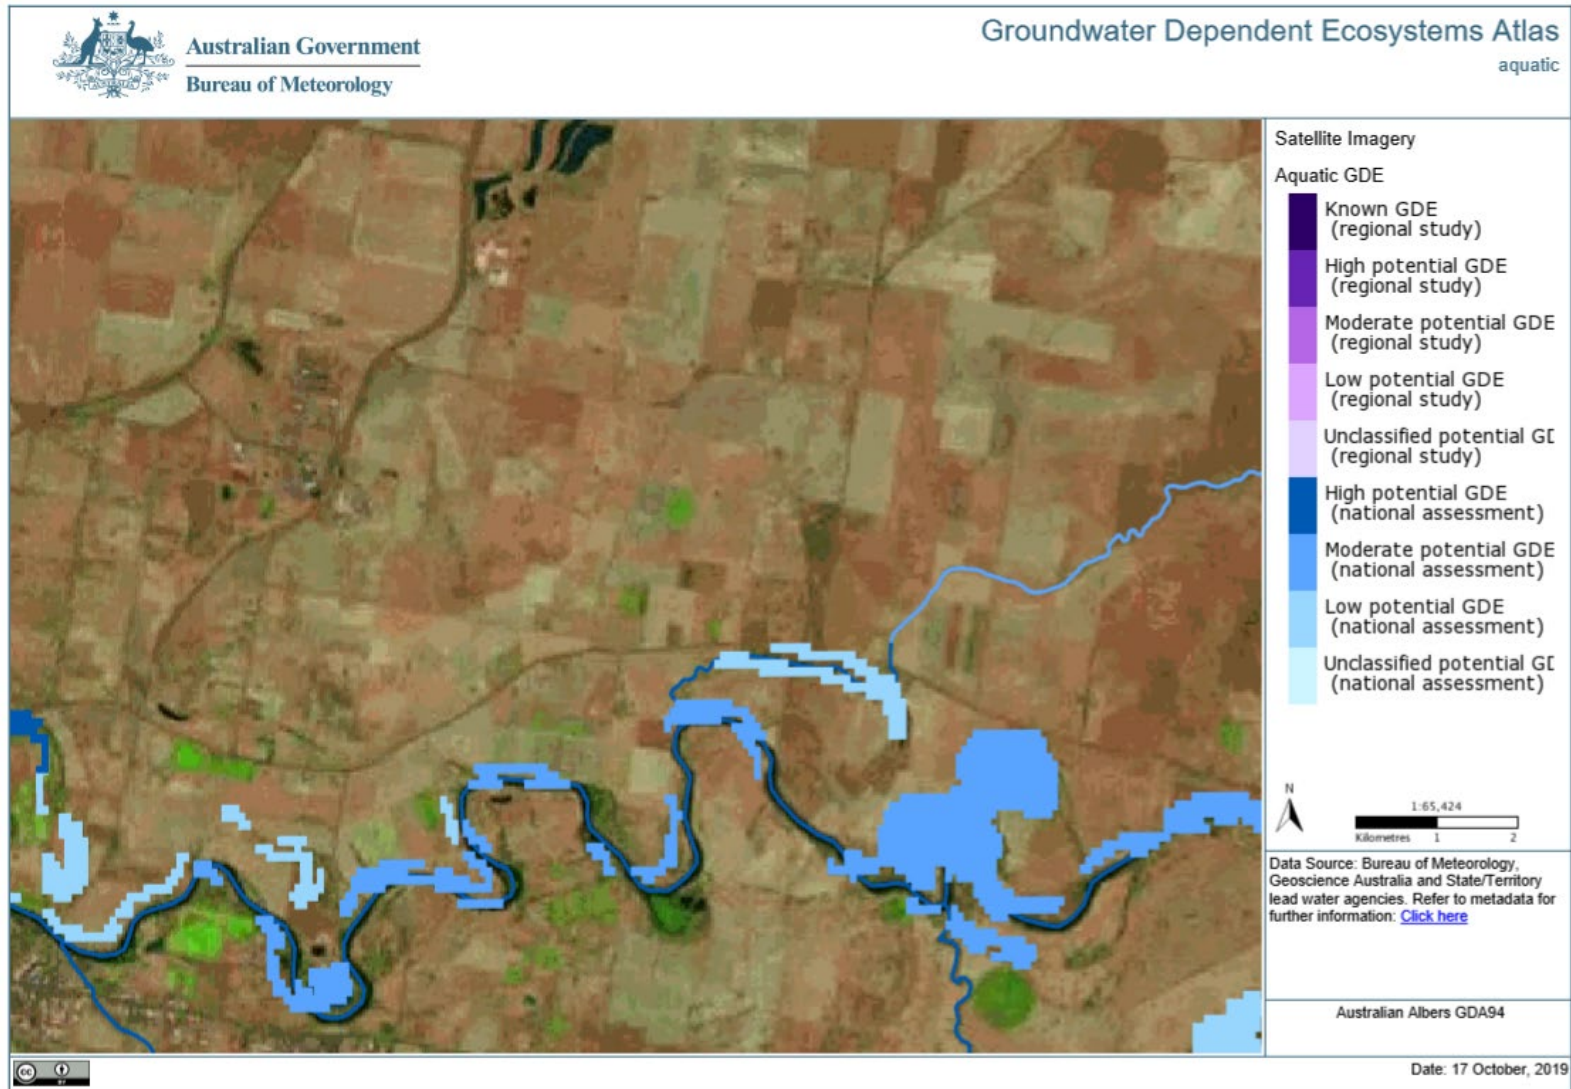 Australian Government
Bureau of Meteorology
Groundwater Dependent Ecosystems Atlas
aquatic
Satellite Imagery
Aquatic GDE
Known GDE
(regional study)
High potential GDE
(regional study)
Moderate potential GDE
(regional study)
Low potential GDE
(regional study)
Unclassified potential GE
(regional study)
High potential GDE
(national assessment)
Moderate potential GDE
(national assessment)
Low potential GDE
(national assessment)
Unclassified potential GE
(national assessment)
N
1:65,424
Kilometres 1 2
Data Source: Bureau of Meteorology,
Geoscience Australia and State/Territory
lead water agencies. Refer to metadata for
further information: Click here
Australian Albers GDA94
cc BY
Date: 17 October, 2019